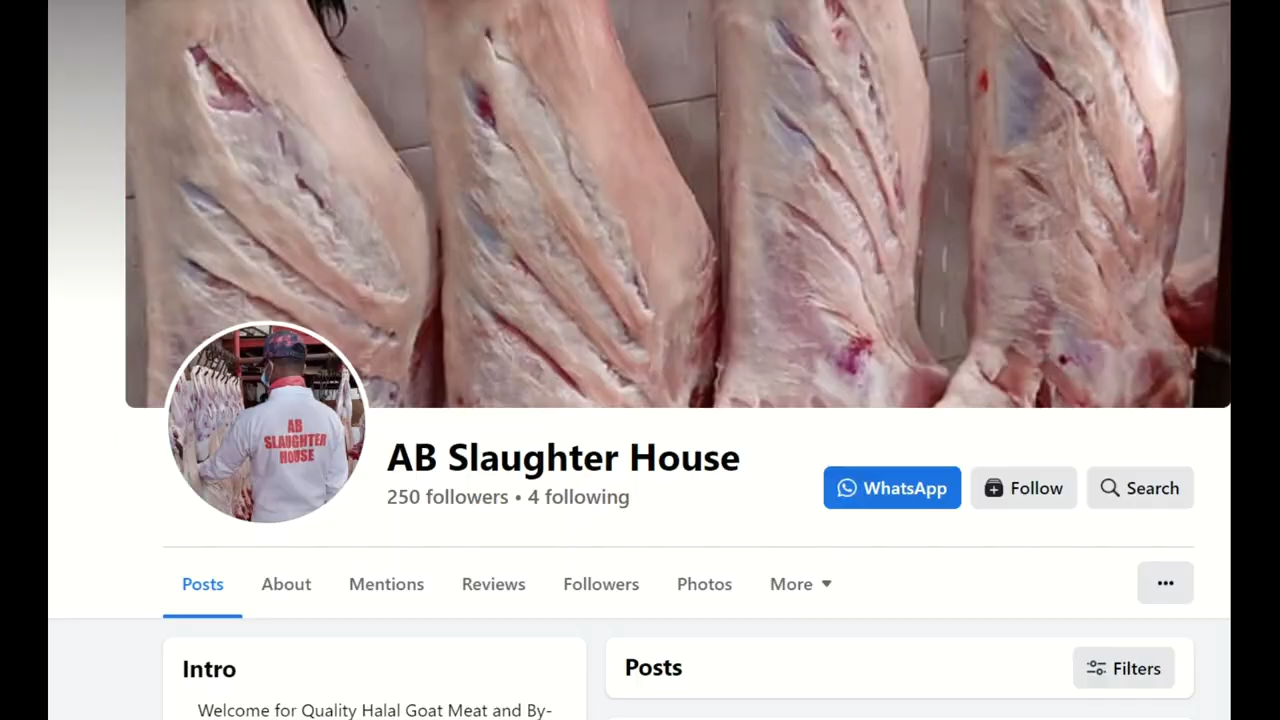 AB
SLAUGHTER
HOUSE
AB Slaughter House
250 followers • 4 following
WhatsApp
Follow
Search
Posts
About
Mentions
Reviews
Followers
Photos
More
Intro
Posts
Filters
Welcome for Quality Halal Goat Meat and By-